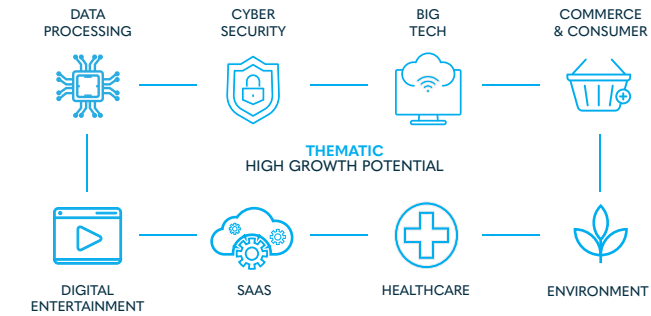 DATA
PROCESSING
CYBER
SECURITY
BIG
TECH
COMMERCE
& CONSUMER
THEMATIC
HIGH GROWTH POTENTIAL
DIGITAL
ENTERTAINMENT
SAAS
HEALTHCARE
ENVIRONMENT